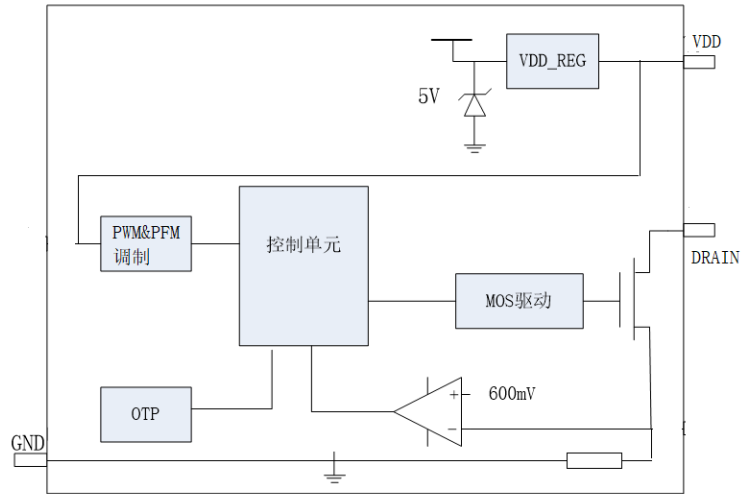 VDD
VDD_REG
5V
PWM&PFM
调制
控制单元
DRAIN
MOS驱动
600mV
+
-
OTP
GND